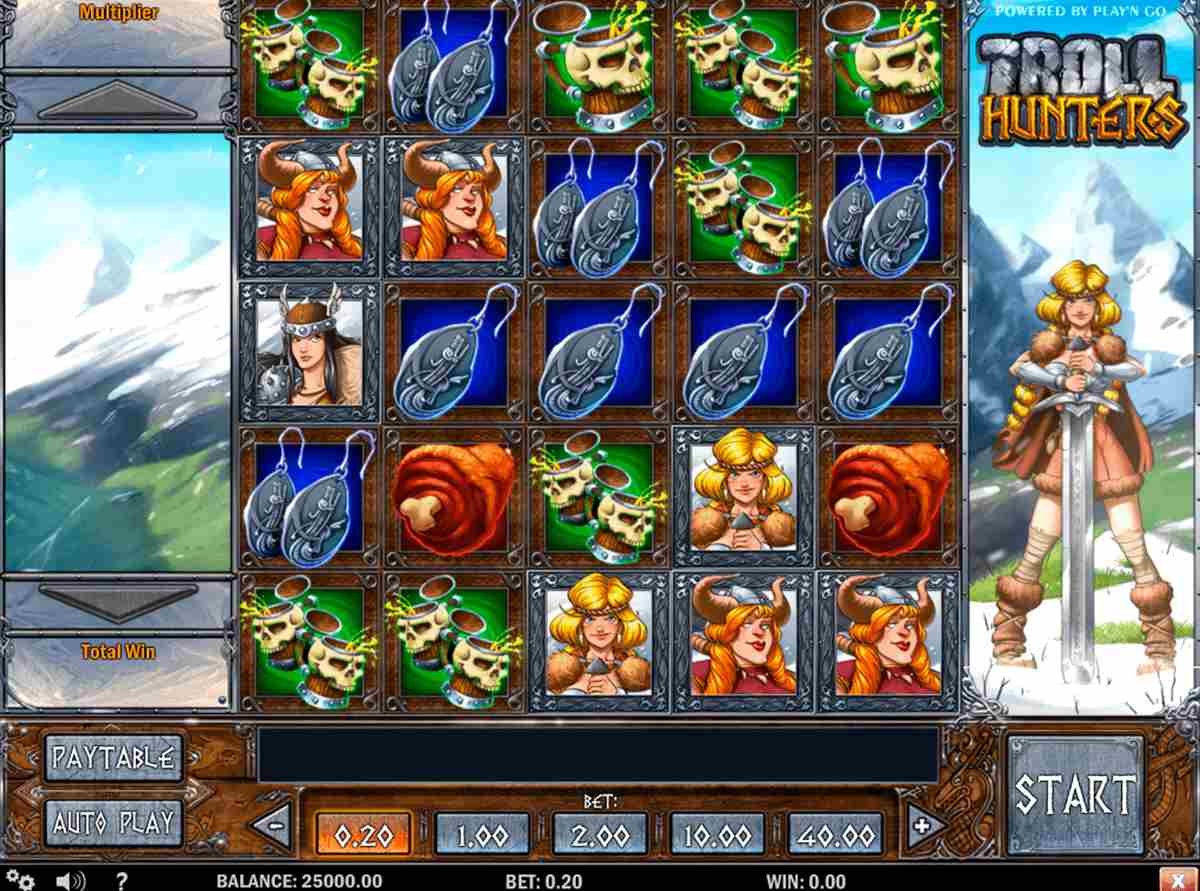 Multiplier
POWERED BY PLAY'N GO
TROLL
HUNTERS
Total Win
PAYTABLE
AUTO PLAY
BET:
0.20
1.00
2.00
10.00
40.00
START
BALANCE: 25000.00
BET: 0.20
WIN: 0.00